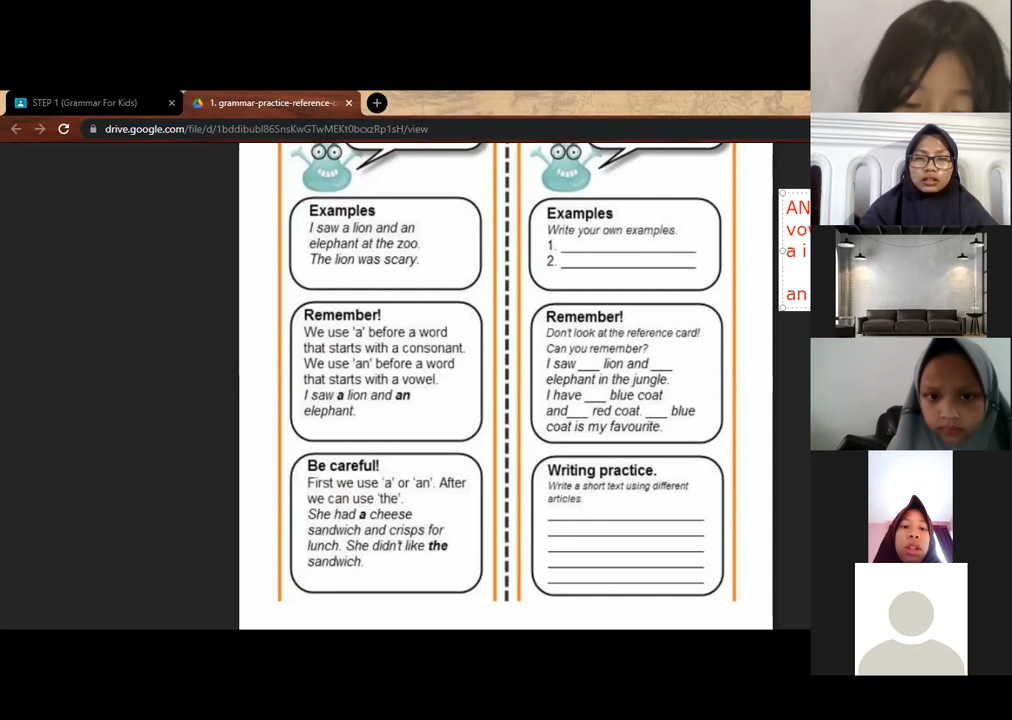 STEP 1 (Grammar For Kids)
1. grammar-practice-reference-c
drive.google.com/file/d/1bddibubl86SnsKwGTwMEKt0bcxzRp1sH/view
Examples
I saw a lion and an
elephant at the zoo.
The lion was scary.
Remember!
We use 'a' before a word
that starts with a consonant.
We use 'an' before a word
that starts with a vowel.
I saw a lion and an
elephant.
Be careful!
First we use 'a' or 'an'. After
we can use 'the'.
She had a cheese
sandwich and crisps for
lunch. She didn't like the
sandwich.
Examples
Write your own examples.
1. ___
2. ___
Remember!
Don't look at the reference card!
Can you remember?
I saw ___ lion and ___
elephant in the jungle.
I have ___ blue coat
and___ red coat. ___ blue
coat is my favourite.
Writing practice.
Write a short text using different
articles.
AN
vo
a i
an